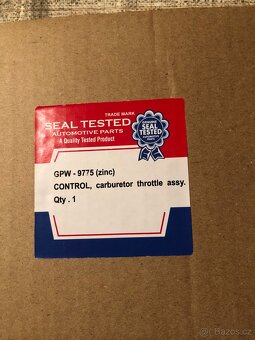 TRADE MARK
SEAL TESTED
AUTOMOTIVE PARTS
A Quality Tested Product
SEAL
TESTED
GPW - 9775 (zinc)
CONTROL, carburetor throttle assy.
Qty . 1
© Bazoš.cz